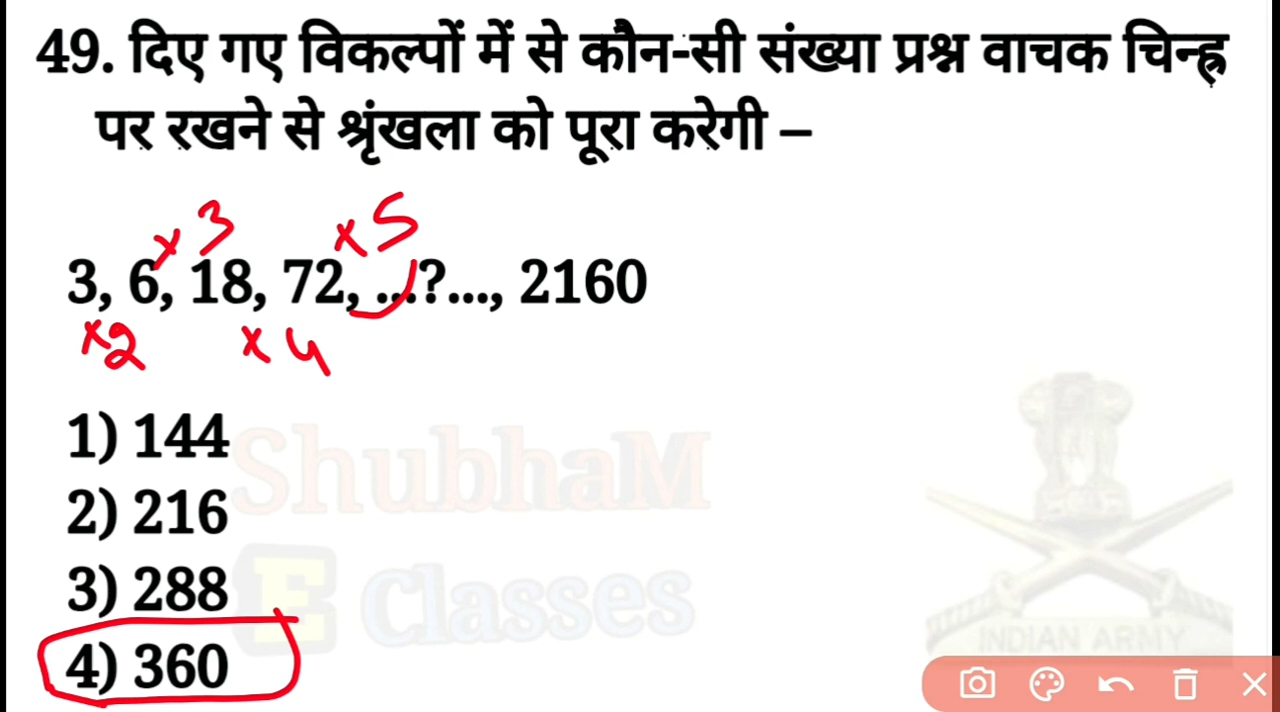 49. दिए गए विकल्पों में से कौन-सी संख्या प्रश्न वाचक चिन्ह्र
पर रखने से श्रृंखला को पूरा करेगी –
×3 ×5
3, 6, 18, 72, ...?..., 2160
×2 ×4
1) 144
2) 216
3) 288
4) 360
ShubhaM
E Classes
INDIAN ARMY